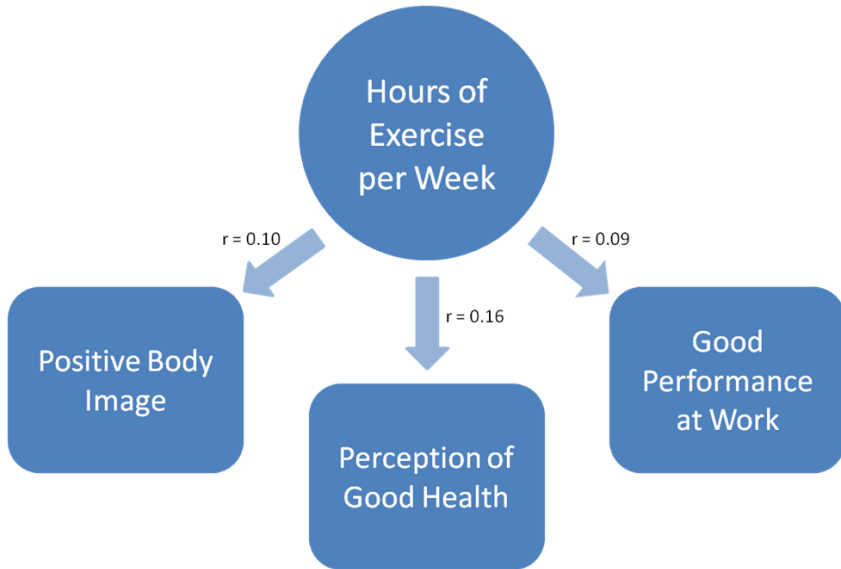 Hours of
Exercise
per Week
r = 0.10
r = 0.09
r = 0.16
Positive Body
Image
Perception of
Good Health
Good
Performance
at Work